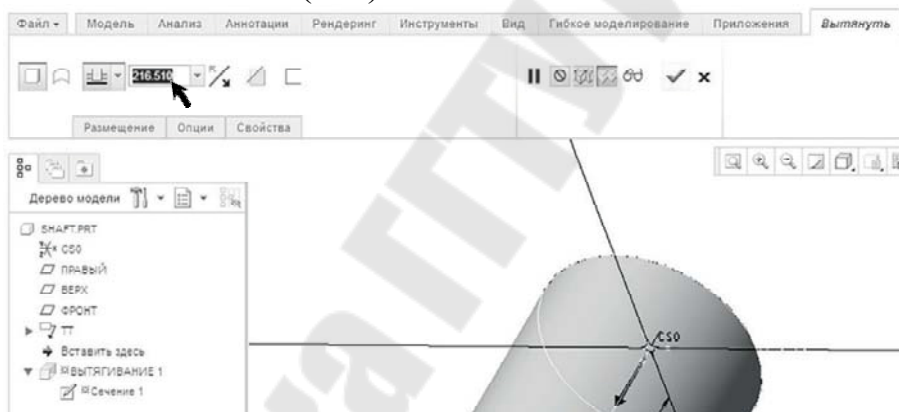 Файл Модель Анализ Аннотации Рендеринг Инструменты Вид Гибкое моделирование Приложения Вытянуть
216.510
Размещение Опции Свойства
Дерево модели
SHAFT.PRT
CS0
ПРАВЫЙ
ВЕРХ
ФРОНТ
ТТ
Вставить здесь
ВЫТЯГИВАНИЕ 1
Сечение 1
CS0